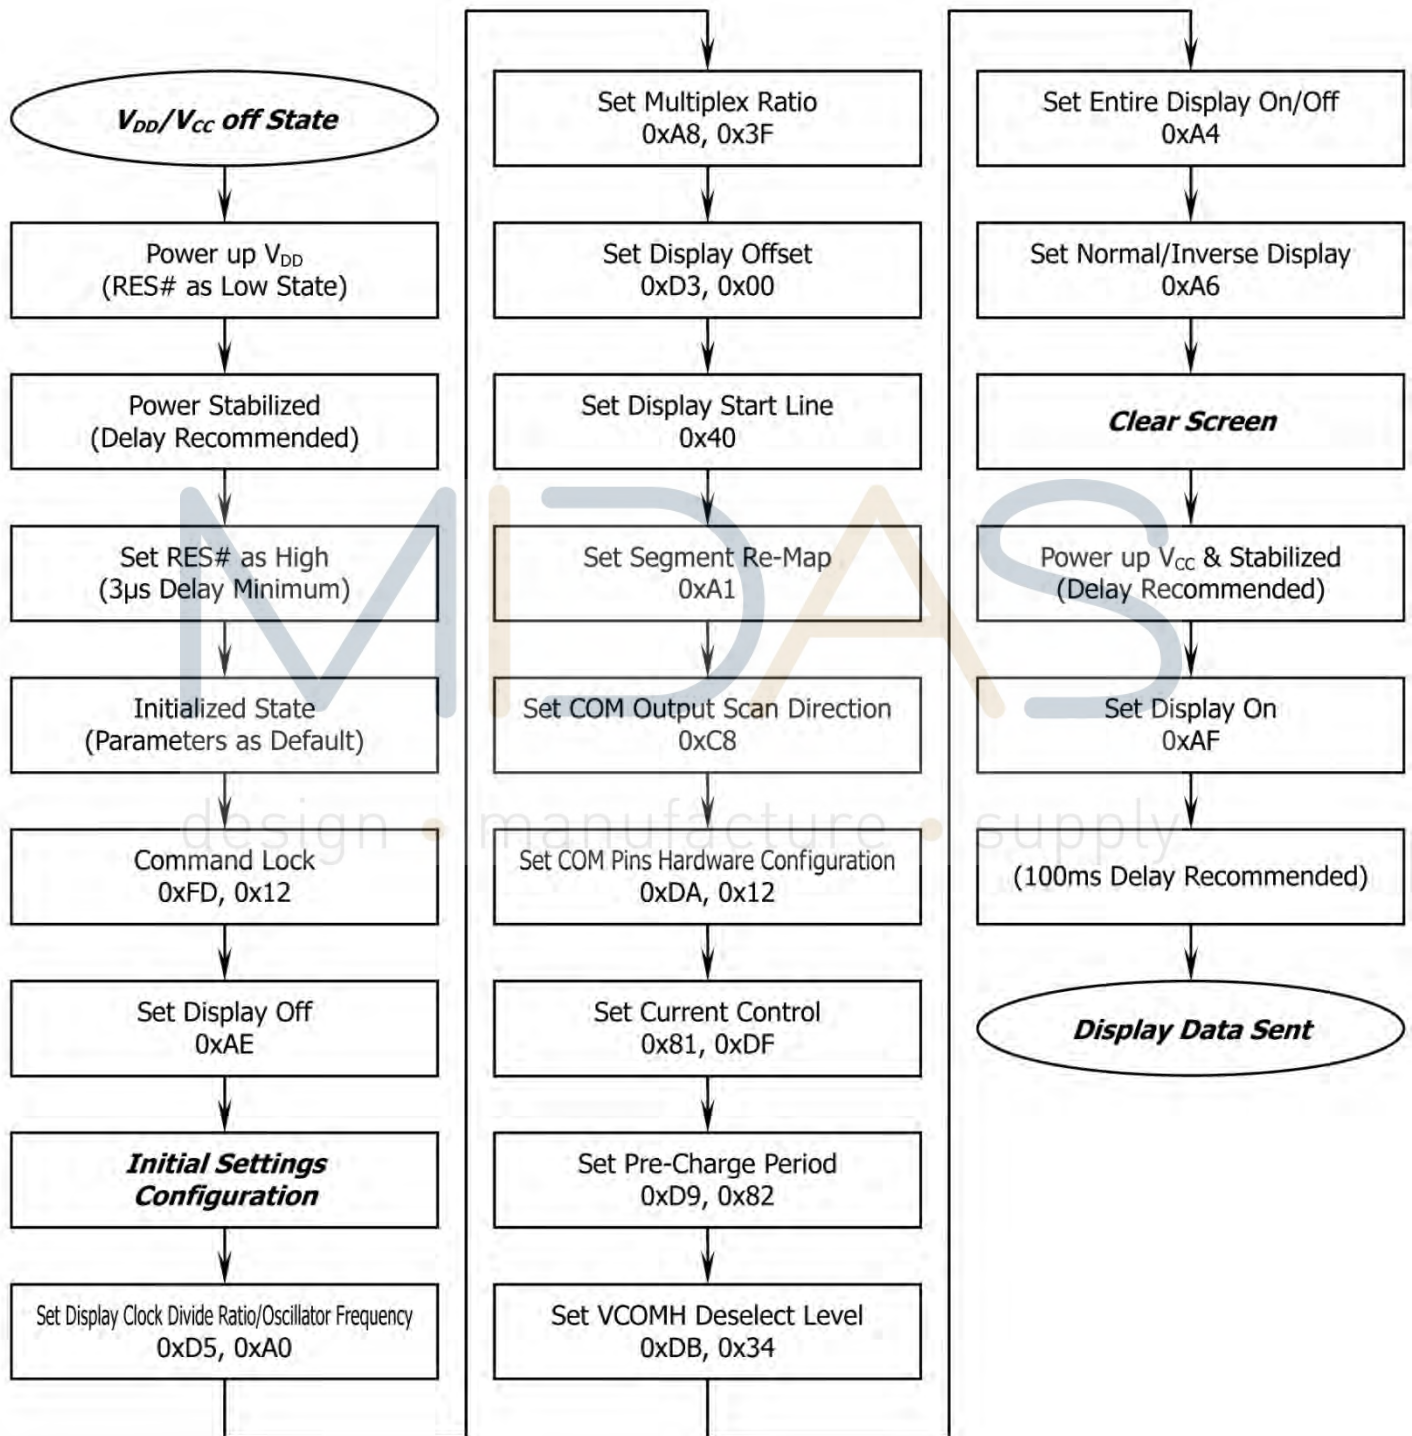 V_DD/V_CC off State
Power up V_DD
(RES# as Low State)
Power Stabilized
(Delay Recommended)
Set RES# as High
(3µs Delay Minimum)
Initialized State
(Parameters as Default)
Command Lock
0xFD, 0x12
Set Display Off
0xAE
Initial Settings
Configuration
Set Display Clock Divide Ratio/Oscillator Frequency
0xD5, 0xA0
Set Multiplex Ratio
0xA8, 0x3F
Set Display Offset
0xD3, 0x00
Set Display Start Line
0x40
Set Segment Re-Map
0xA1
Set COM Output Scan Direction
0xC8
Set COM Pins Hardware Configuration
0xDA, 0x12
Set Current Control
0x81, 0xDF
Set Pre-Charge Period
0xD9, 0x82
Set VCOMH Deselect Level
0xDB, 0x34
Set Entire Display On/Off
0xA4
Set Normal/Inverse Display
0xA6
Clear Screen
Power up V_CC & Stabilized
(Delay Recommended)
Set Display On
0xAF
(100ms Delay Recommended)
Display Data Sent
MIDAS
design • manufacture • supply